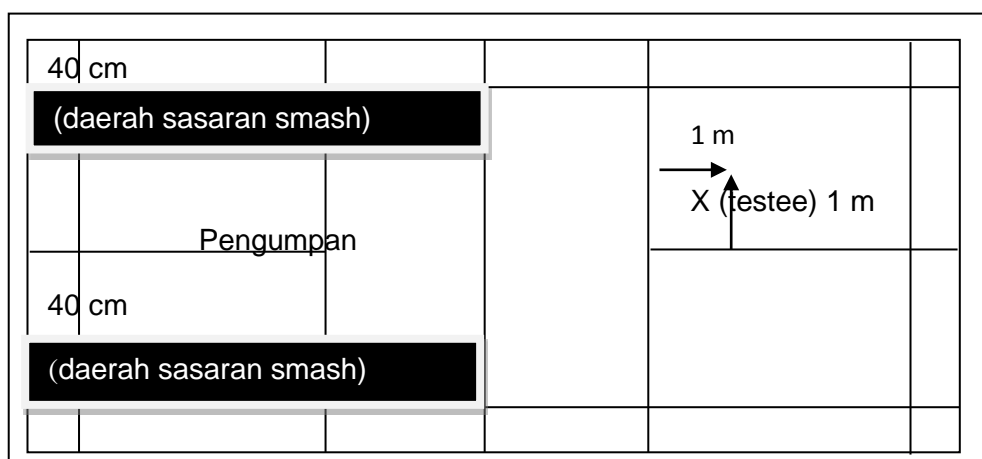 40 cm
(daerah sasaran smash)
1 m
X (testee) 1 m
Pengumpan
40 cm
(daerah sasaran smash)